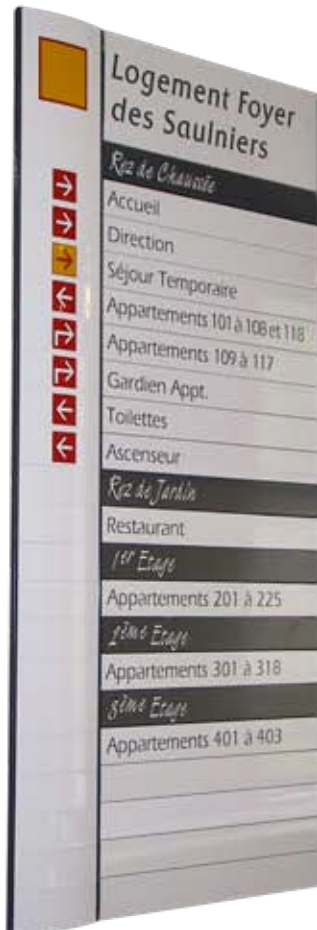 Logement Foyer
des Saulniers
Rez de Chaussée
Accueil
Direction
Séjour Temporaire
Appartements 101 à 108 et 118
Appartements 109 à 117
Gardien Appt.
Toilettes
Ascenseur
Rez de Jardin
Restaurant
1er Etage
Appartements 201 à 225
2ème Etage
Appartements 301 à 318
3ème Etage
Appartements 401 à 403